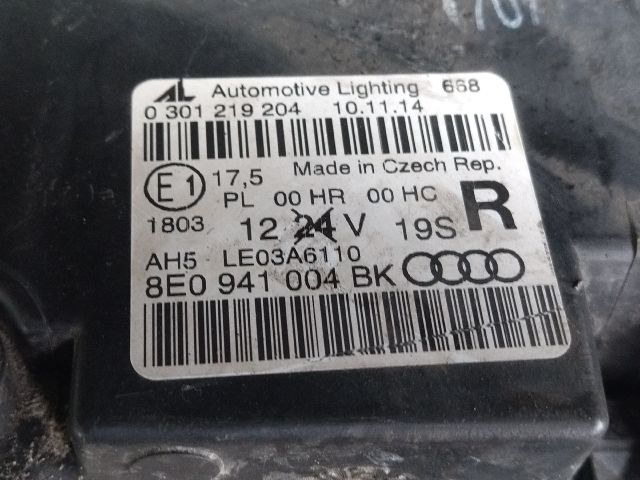 AL Automotive Lighting 668
0 301 219 204 10.11.14
Made in Czech Rep.
E1 17,5
PL 00 HR 00 HC R
1803 12 24 V 19S
AH5 LE03A6110
8E0 941 004 BK